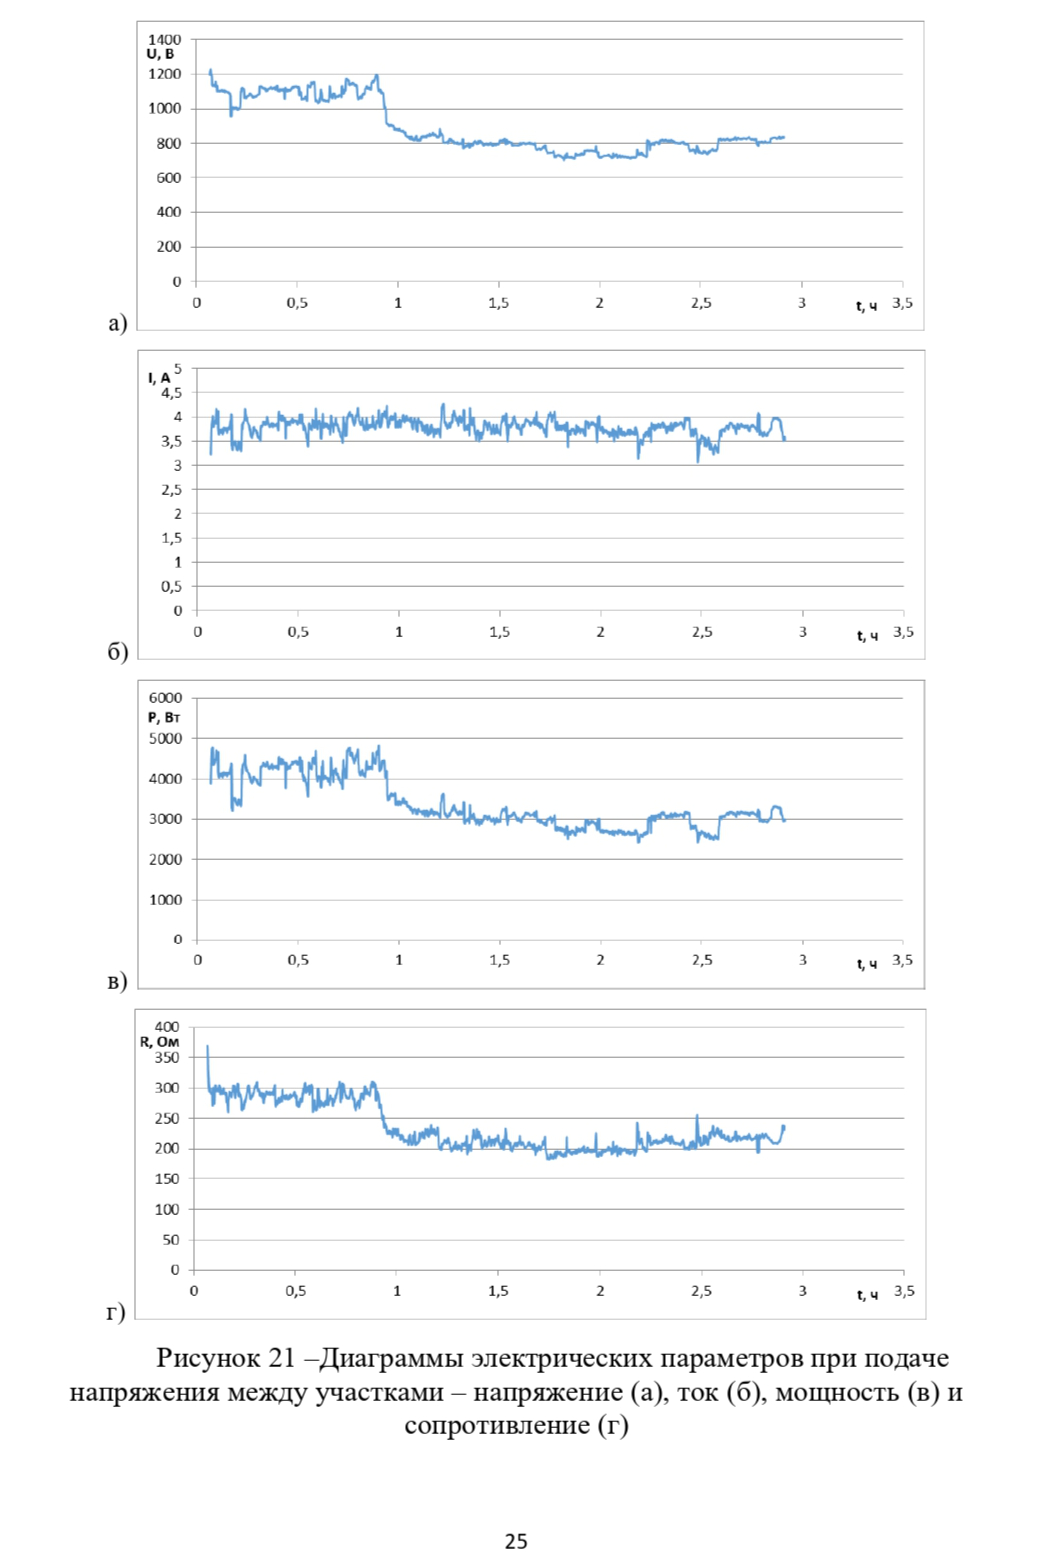 1400
U, В
1200
1000
800
600
400
200
0
0 0,5 1 1,5 2 2,5 3 t, ч 3,5
а)
5
I, А
4,5
4
3,5
3
2,5
2
1,5
1
0,5
0
0 0,5 1 1,5 2 2,5 3 t, ч 3,5
б)
6000
P, Вт
5000
4000
3000
2000
1000
0
0 0,5 1 1,5 2 2,5 3 t, ч 3,5
в)
400
R, Ом
350
300
250
200
150
100
50
0
0 0,5 1 1,5 2 2,5 3 t, ч 3,5
г)
Рисунок 21 –Диаграммы электрических параметров при подаче
напряжения между участками – напряжение (а), ток (б), мощность (в) и
сопротивление (г)
25